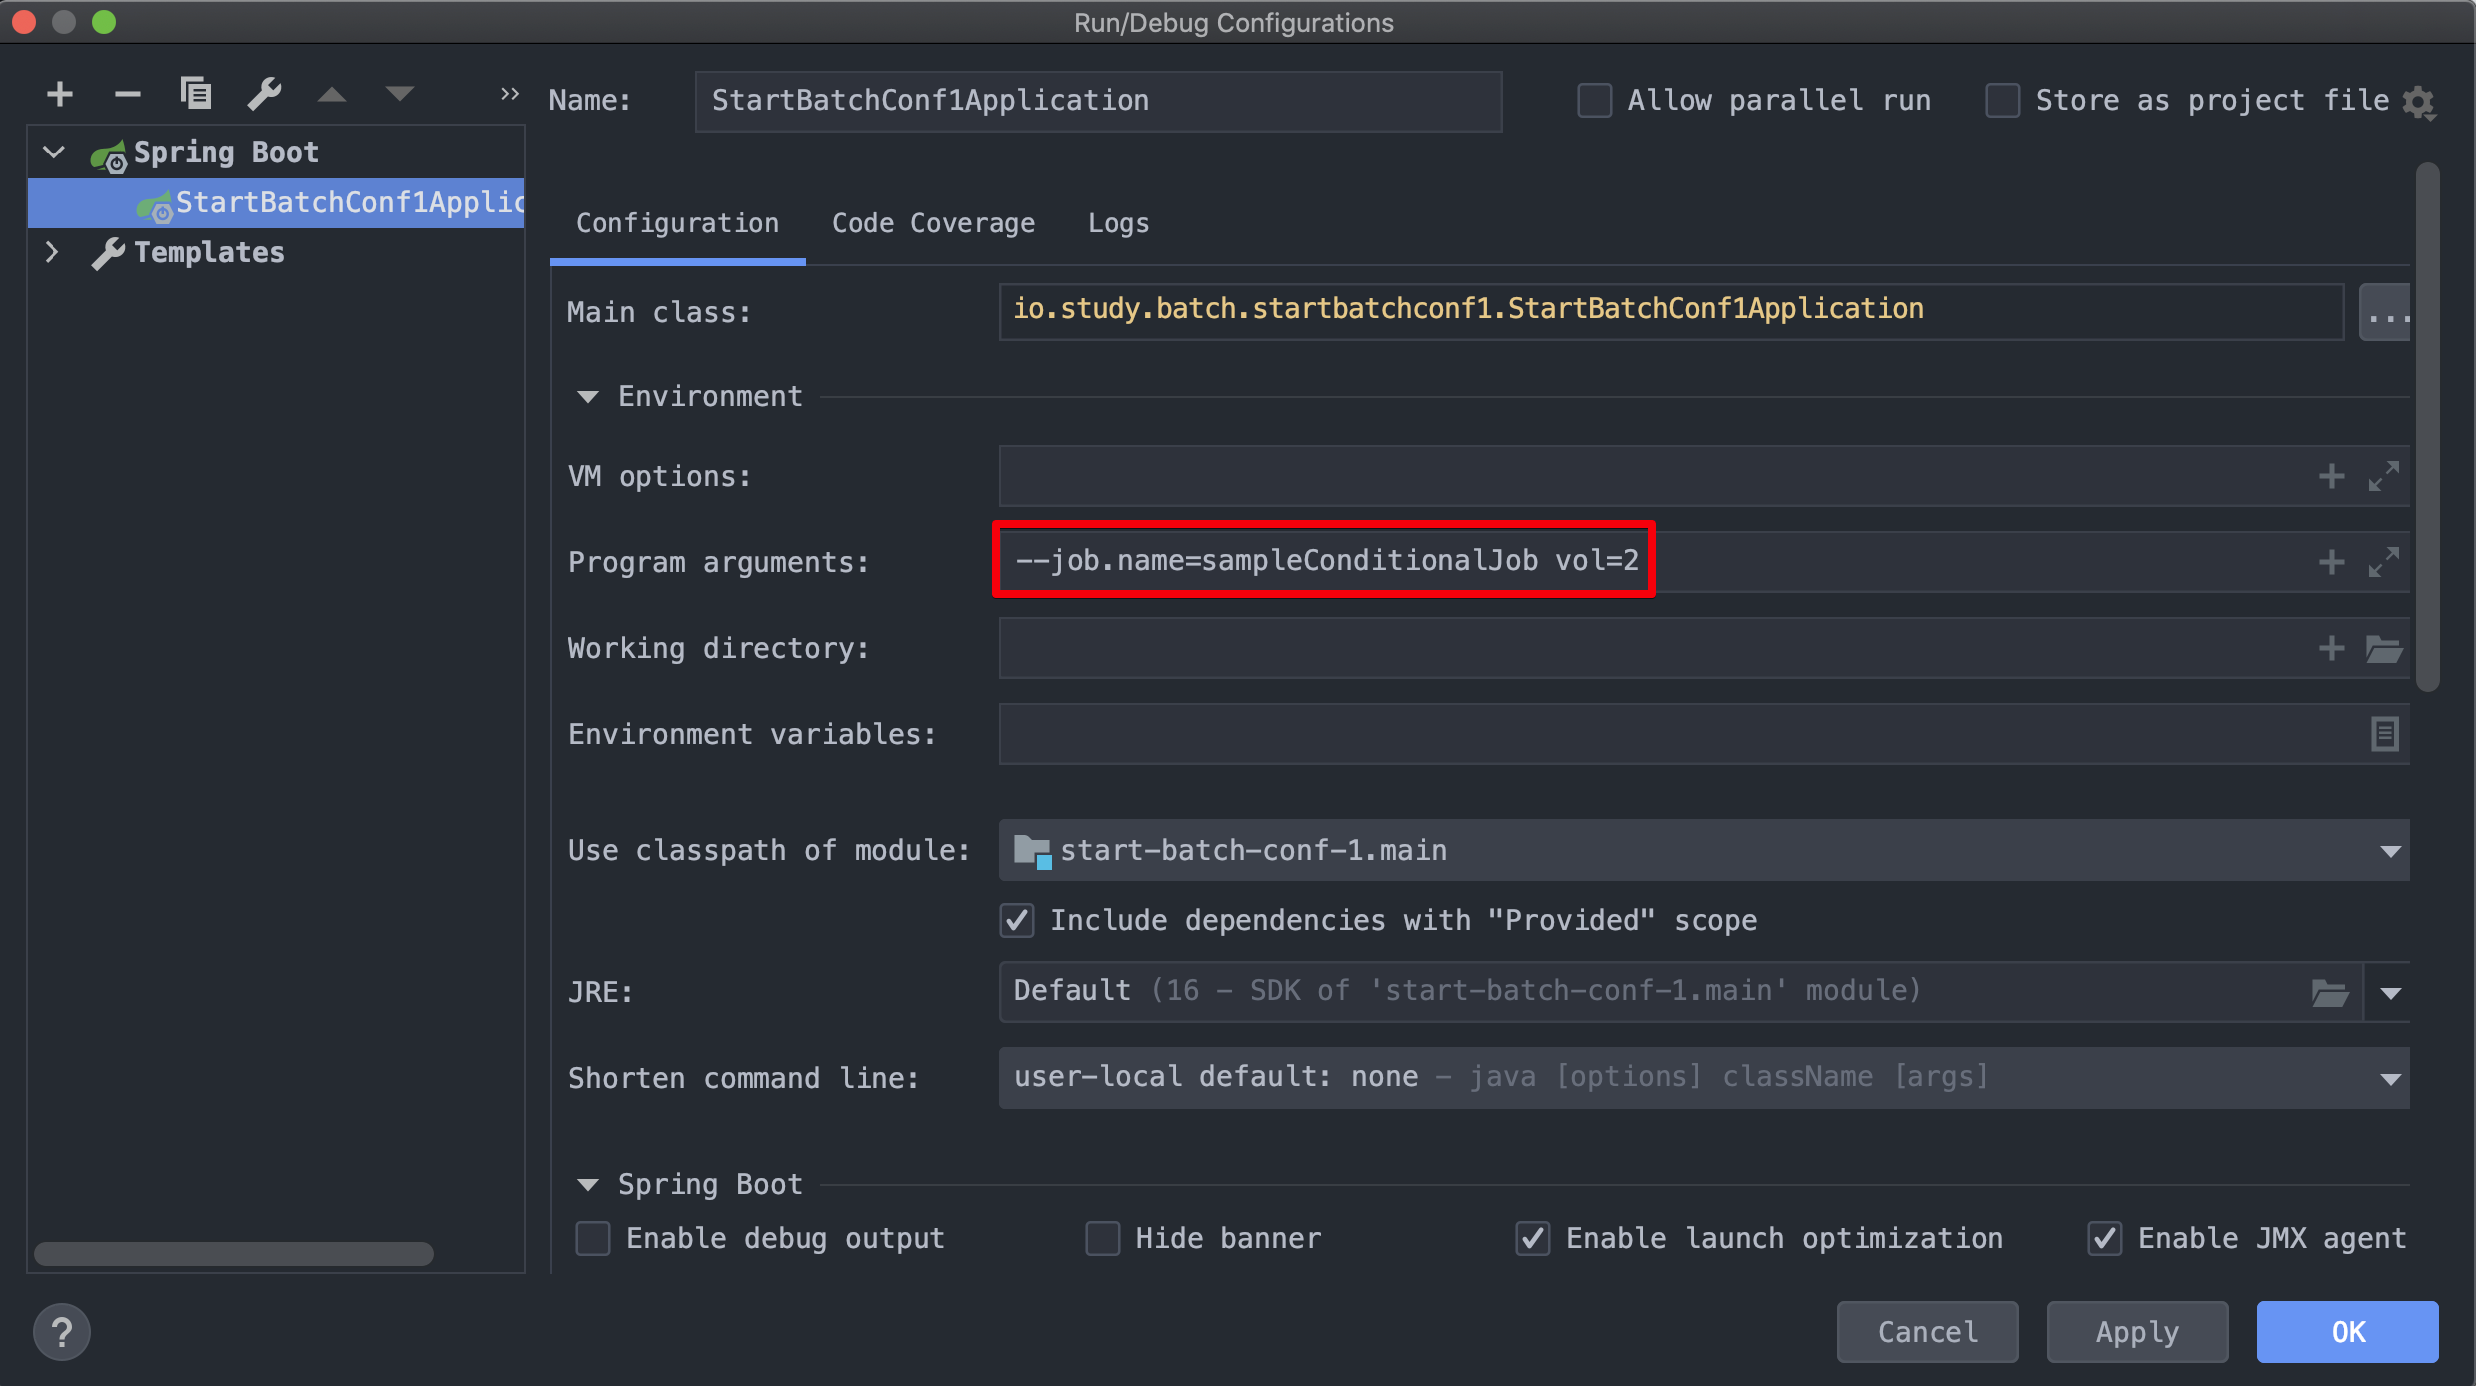 Run/Debug Configurations
Name: StartBatchConf1Application Allow parallel run Store as project file
Spring Boot
StartBatchConf1Applic
Templates
Configuration Code Coverage Logs
Main class: io.study.batch.startbatchconf1.StartBatchConf1Application ...
Environment
VM options:
Program arguments: --job.name=sampleConditionalJob vol=2
Working directory:
Environment variables:
Use classpath of module: start-batch-conf-1.main
Include dependencies with "Provided" scope
JRE: Default (16 - SDK of 'start-batch-conf-1.main' module)
Shorten command line: user-local default: none - java [options] className [args]
Spring Boot
Enable debug output Hide banner Enable launch optimization Enable JMX agent
? Cancel Apply OK